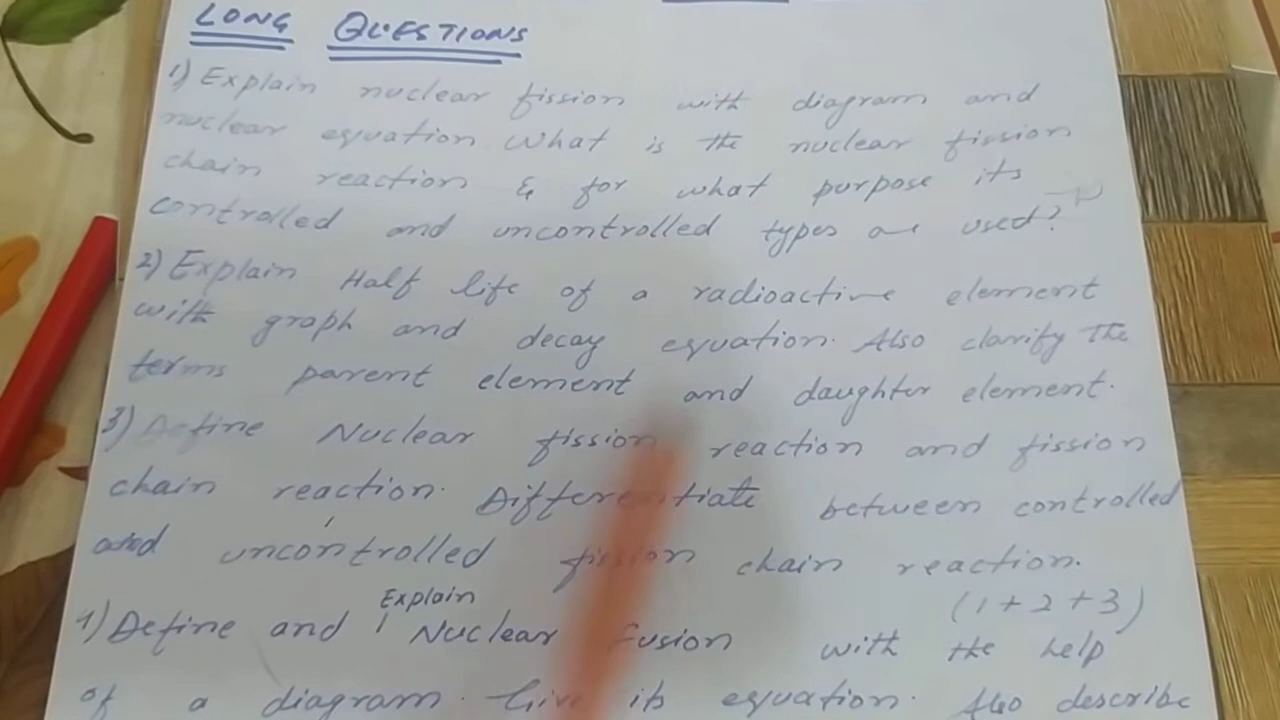 LONG QUESTIONS
1) Explain nuclear fission with diagram and
nuclear equation What is the nuclear fission
chain reaction & for what purpose its
controlled and uncontrolled types are used?
2) Explain Half life of a radioactive element
with graph and decay equation. Also clarify the
terms parent element and daughter element.
3) Define Nuclear fission reaction and fission
chain reaction. Differentiate between controlled
and uncontrolled fission chain reaction.
(1+2+3)
Explain
4) Define and Nuclear Fusion with the help
of a diagram. Give its equation. Also describe